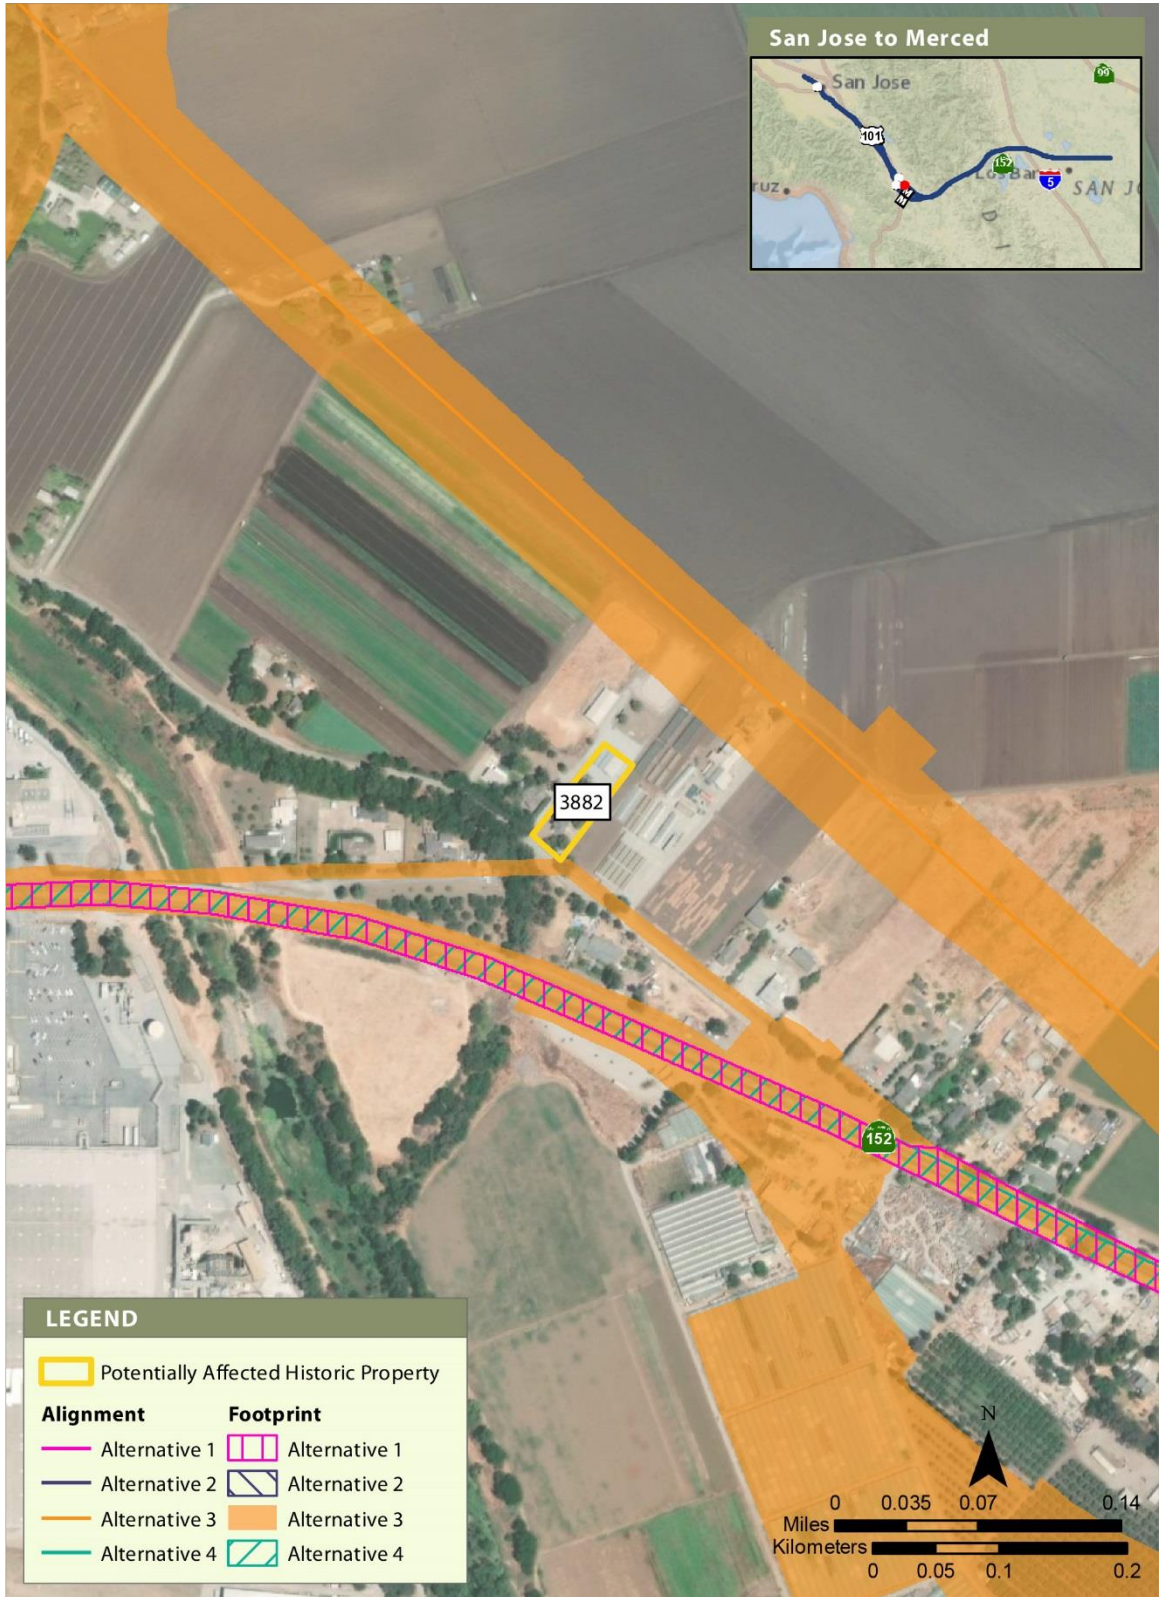 San Jose to Merced
99
San Jose
101
152
Los Ban
ruz
5
SAN JO
D I
3882
152
LEGEND
Potentially Affected Historic Property
Alignment Footprint
Alternative 1 Alternative 1
Alternative 2 Alternative 2
Alternative 3 Alternative 3
Alternative 4 Alternative 4
N
0 0.035 0.07 0.14
Miles
Kilometers
0 0.05 0.1 0.2